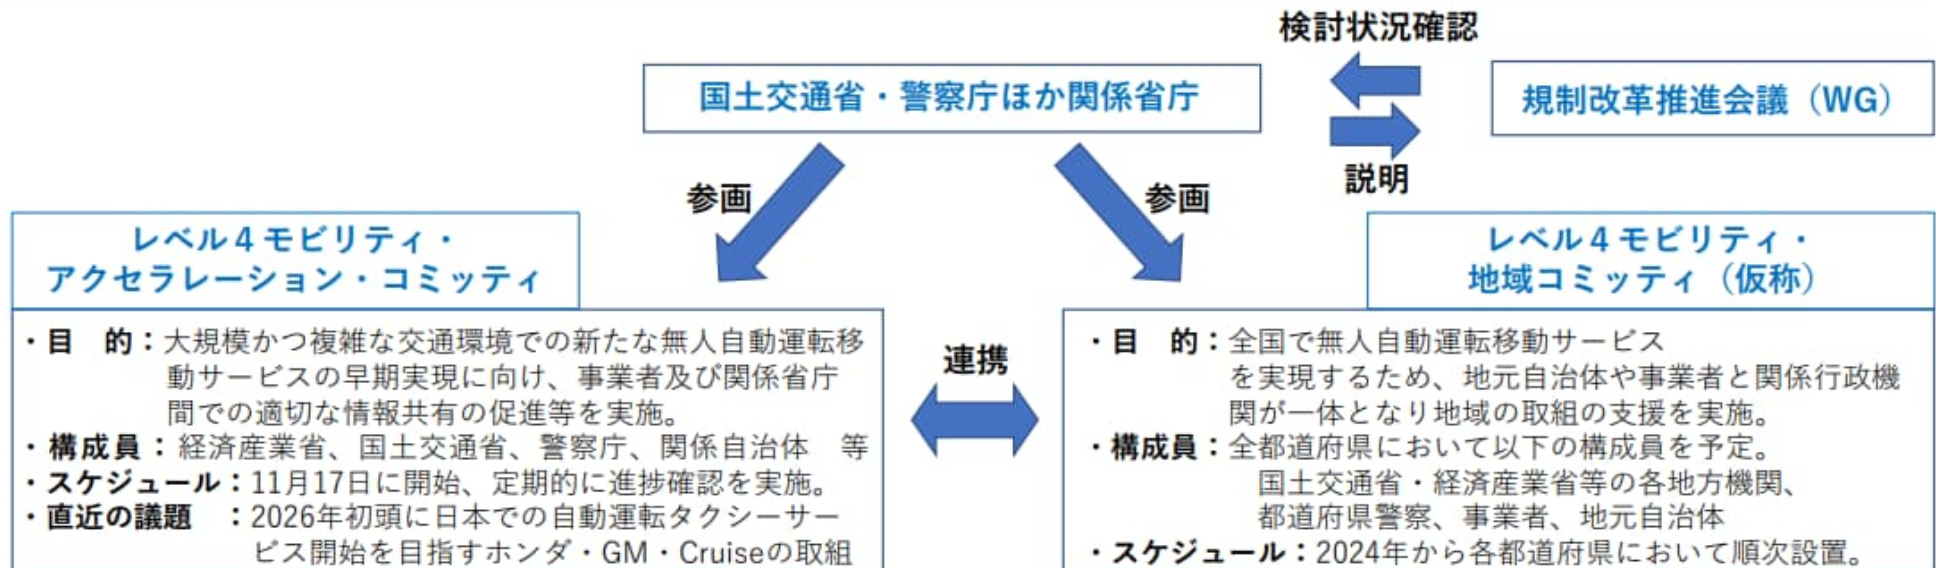 検討状況確認
国土交通省・警察庁ほか関係省庁
規制改革推進会議（WG）
説明
参画
参画
レベル４モビリティ・
アクセラレーション・コミッティ
・目　的：大規模かつ複雑な交通環境での新たな無人自動運転移
動サービスの早期実現に向け、事業者及び関係省庁
間での適切な情報共有の促進等を実施。
・構成員：経済産業省、国土交通省、警察庁、関係自治体　等
・スケジュール：11月17日に開始、定期的に進捗確認を実施。
・直近の議題　：2026年初頭に日本での自動運転タクシーサー
ビス開始を目指すホンダ・GM・Cruiseの取組
連携
レベル４モビリティ・
地域コミッティ（仮称）
・目　的：全国で無人自動運転移動サービス
を実現するため、地元自治体や事業者と関係行政機
関が一体となり地域の取組の支援を実施。
・構成員：全都道府県において以下の構成員を予定。
国土交通省・経済産業省等の各地方機関、
都道府県警察、事業者、地元自治体
・スケジュール：2024年から各都道府県において順次設置。